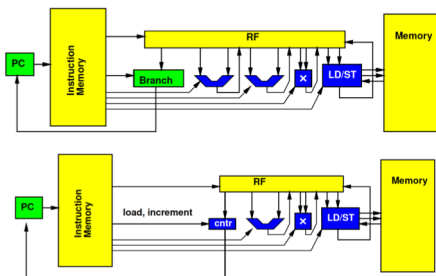 RF
Memory
PC
Instruction
Memory
Branch
×
LD/ST
RF
Memory
PC
Instruction
Memory
load, increment
cntr
×
LD/ST